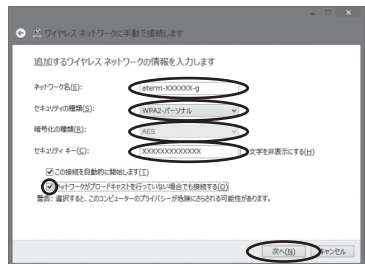 ワイヤレス ネットワークに手動で接続します
追加するワイヤレス ネットワークの情報を入力します
ネットワーク名(E): aterm-XXXXXX-g
セキュリティの種類(S): WPA2-パーソナル
暗号化の種類(R): AES
セキュリティ キー(C): XXXXXXXXXXXXX 文字を非表示にする(H)
この接続を自動的に開始します(T)
ネットワークがブロードキャストを行っていない場合でも接続する(O)
警告: 選択すると、このコンピューターのプライバシーが危険にさらされる可能性があります。
次へ(N) キャンセル